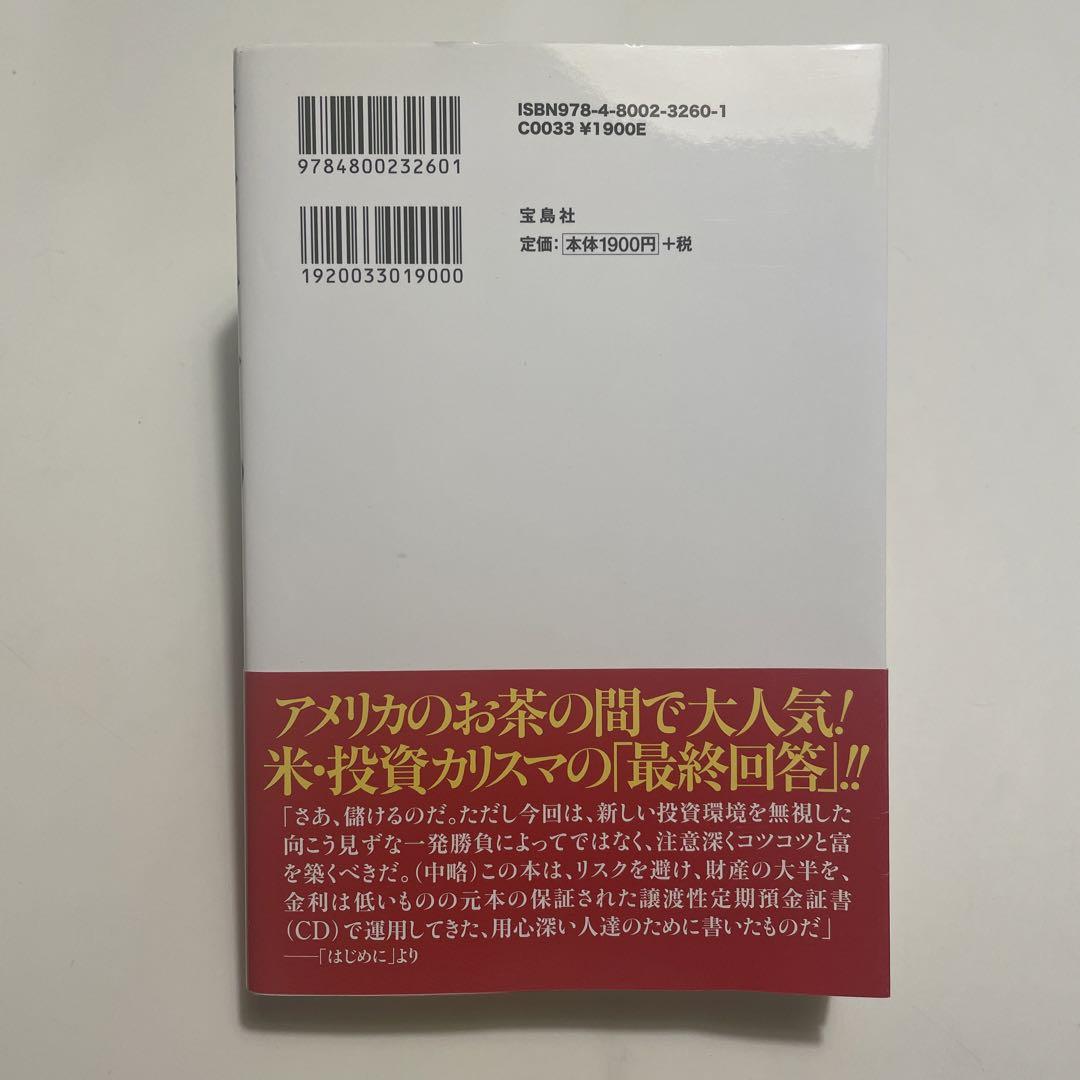 ISBN978-4-8002-3260-1
C0033 ¥1900E
9784800232601
宝島社
定価: 本体1900円 +税
1920033019000
アメリカのお茶の間で大人気!
米・投資カリスマの「最終回答」!!
「さあ、儲けるのだ。ただし今回は、新しい投資環境を無視した
向こう見ずな一発勝負によってではなく、注意深くコツコツと富
を築くべきだ。(中略)この本は、リスクを避け、財産の大半を、
金利は低いものの元本の保証された譲渡性定期預金証書
(CD)で運用してきた、用心深い人達のために書いたものだ」
——「はじめに」より